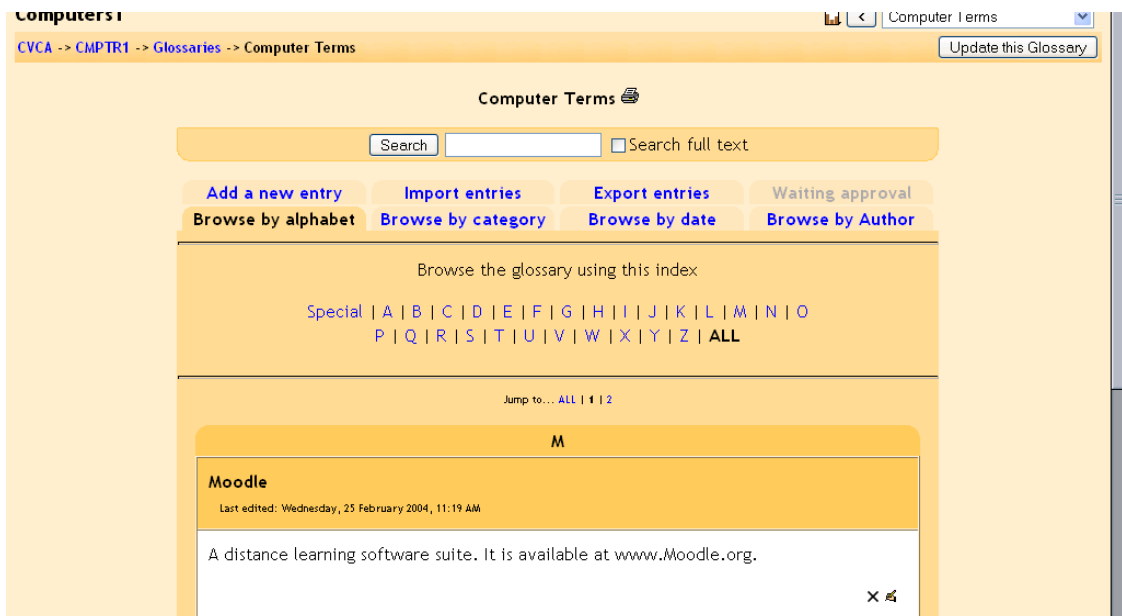 Computers1
< Computer Terms
CVCA -> CMPTR1 -> Glossaries -> Computer Terms Update this Glossary
Computer Terms
Search Search full text
Add a new entry Import entries Export entries Waiting approval
Browse by alphabet Browse by category Browse by date Browse by Author
Browse the glossary using this index
Special | A | B | C | D | E | F | G | H | I | J | K | L | M | N | O
P | Q | R | S | T | U | V | W | X | Y | Z | ALL
Jump to... ALL | 1 | 2
M
Moodle
Last edited: Wednesday, 25 February 2004, 11:19 AM
A distance learning software suite. It is available at www.Moodle.org.